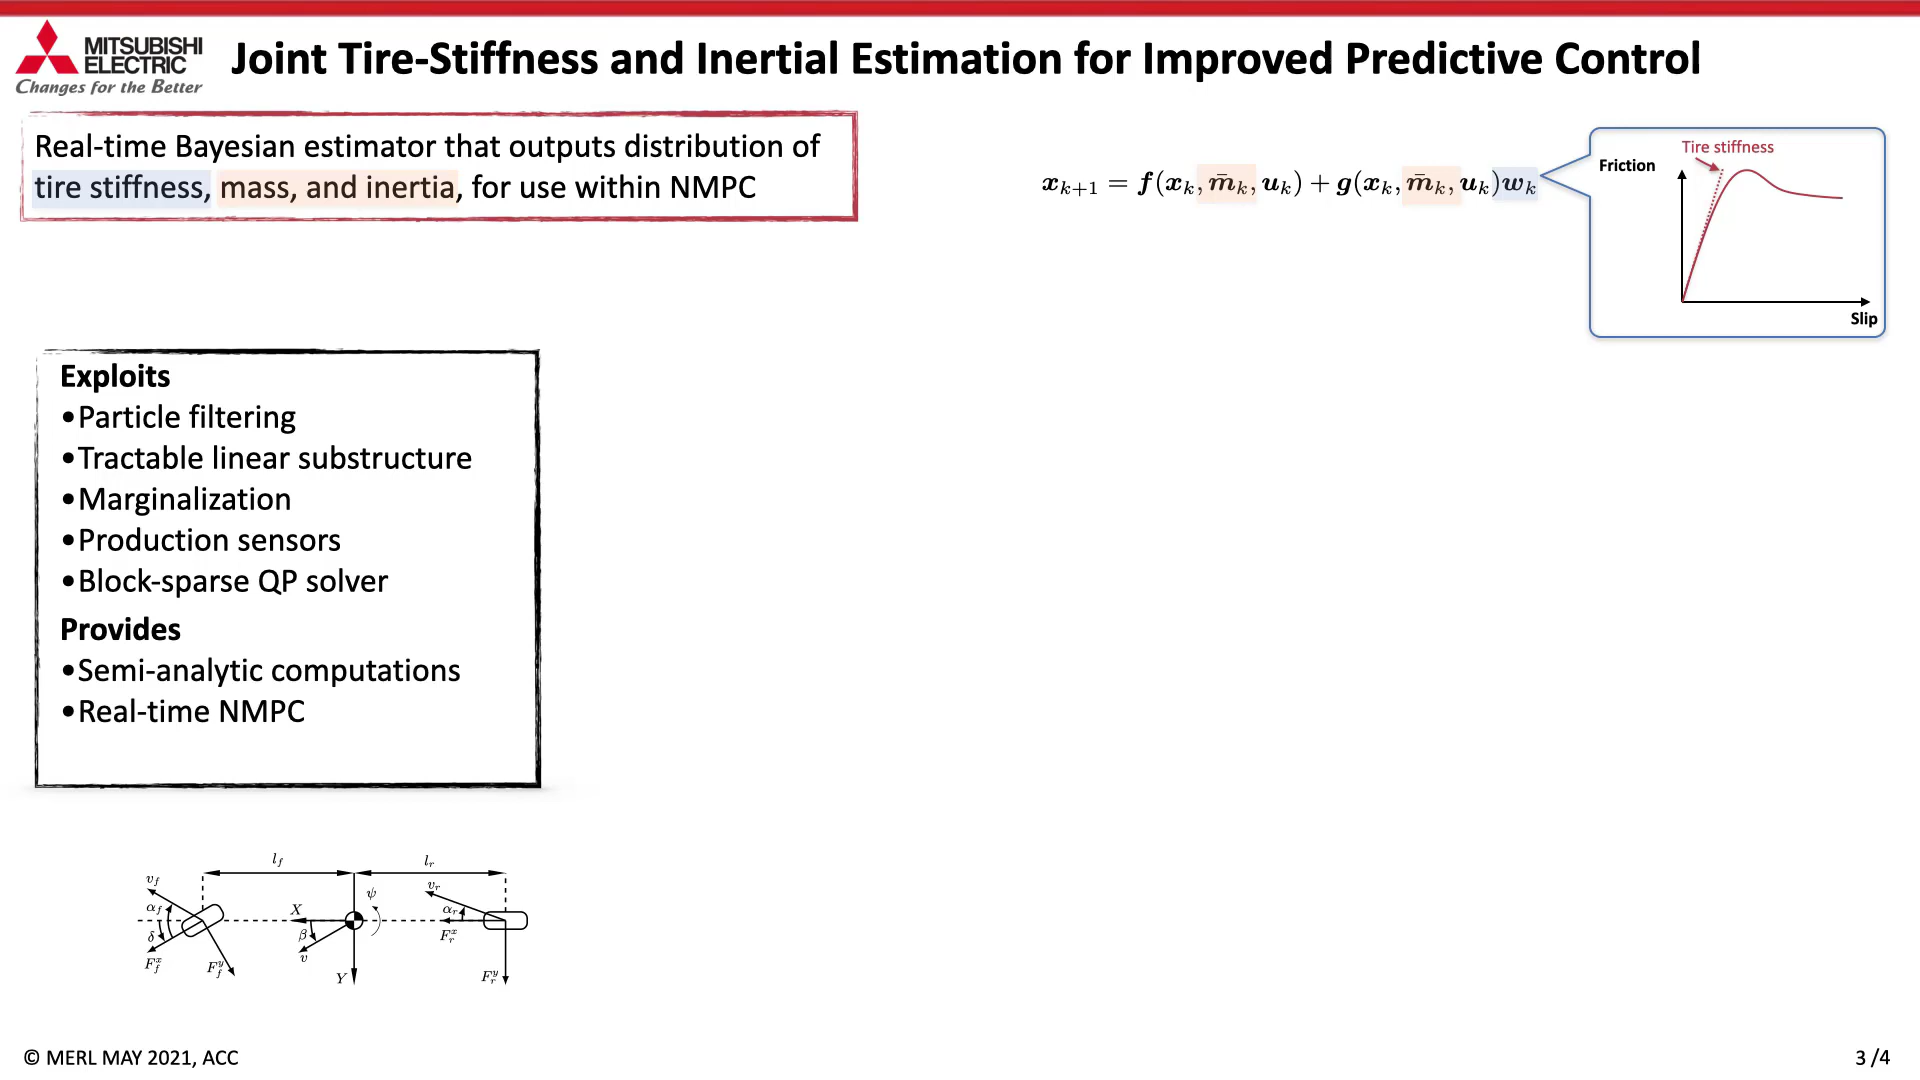 MITSUBISHI
ELECTRIC
Changes for the Better
Joint Tire-Stiffness and Inertial Estimation for Improved Predictive Control
Real-time Bayesian estimator that outputs distribution of
tire stiffness, mass, and inertia, for use within NMPC
x_{k+1} = f(x_k, m̄_k, u_k) + g(x_k, m̄_k, u_k)w_k
Tire stiffness
Friction
Slip
Exploits
•Particle filtering
•Tractable linear substructure
•Marginalization
•Production sensors
•Block-sparse QP solver
Provides
•Semi-analytic computations
•Real-time NMPC
l_f
l_r
v_f
α_f
δ
F_f^x
F_f^y
X
β
v
ψ̇
Y
v_r
α_r
F_r^x
F_r^y
© MERL MAY 2021, ACC
3 /4